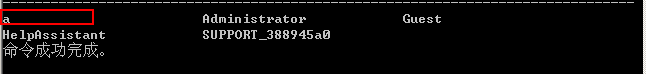 a Administrator Guest
HelpAssistant SUPPORT_388945a0
命令成功完成。